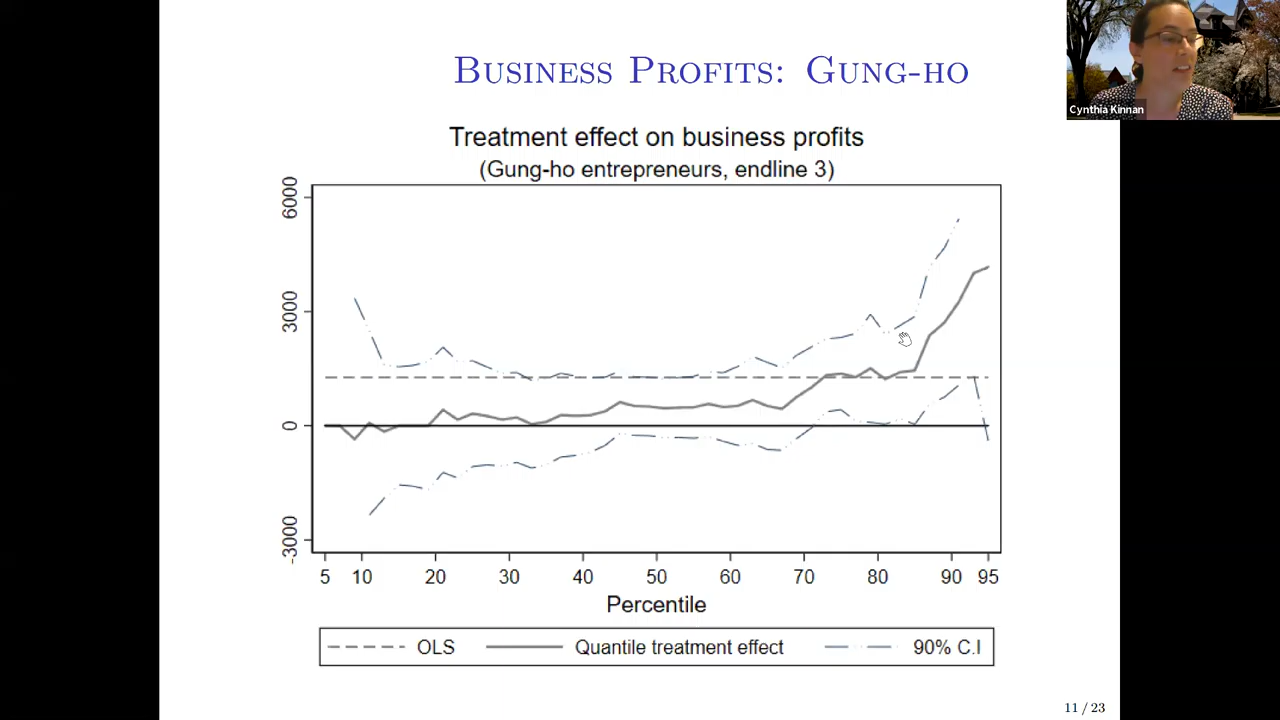 BUSINESS PROFITS: GUNG-HO
Cynthia Kinnan
Treatment effect on business profits
(Gung-ho entrepreneurs, endline 3)
6000
3000
0
-3000
5 10 20 30 40 50 60 70 80 90 95
Percentile
OLS Quantile treatment effect 90% C.I
11 / 23